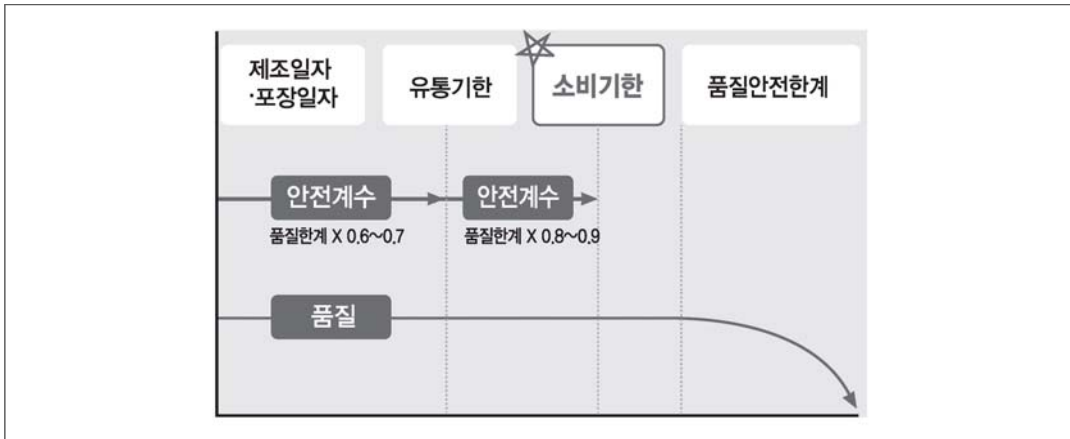 제조일자
·포장일자
유통기한
소비기한
품질안전한계
안전계수
안전계수
품질한계 X 0.6~0.7
품질한계 X 0.8~0.9
품질